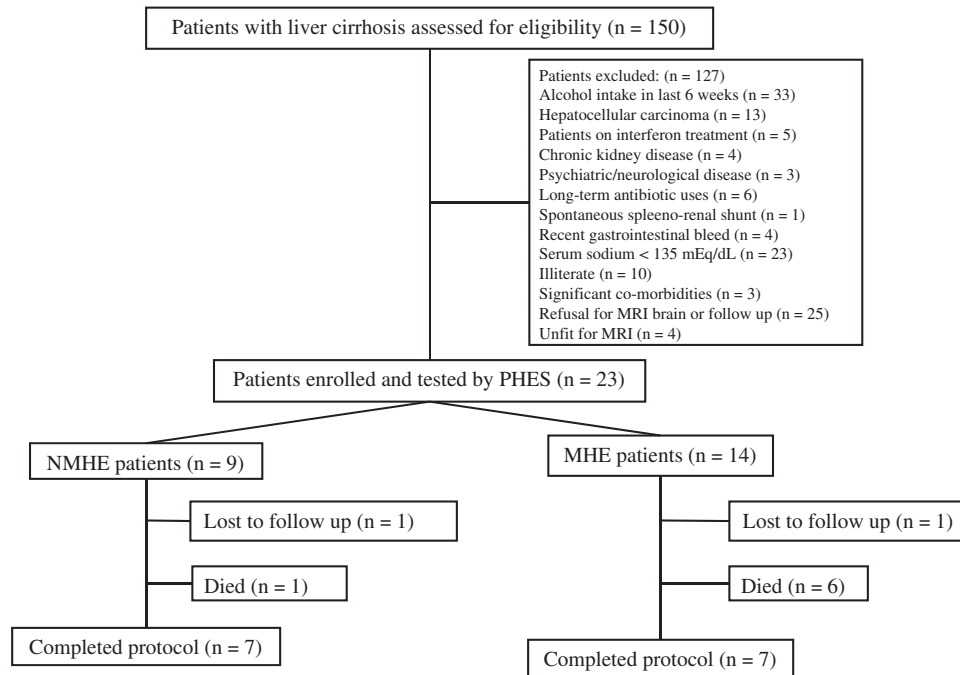 Patients with liver cirrhosis assessed for eligibility (n = 150)
Patients excluded: (n = 127)
Alcohol intake in last 6 weeks (n = 33)
Hepatocellular carcinoma (n = 13)
Patients on interferon treatment (n = 5)
Chronic kidney disease (n = 4)
Psychiatric/neurological disease (n = 3)
Long-term antibiotic uses (n = 6)
Spontaneous spleeno-renal shunt (n = 1)
Recent gastrointestinal bleed (n = 4)
Serum sodium < 135 mEq/dL (n = 23)
Illiterate (n = 10)
Significant co-morbidities (n = 3)
Refusal for MRI brain or follow up (n = 25)
Unfit for MRI (n = 4)
Patients enrolled and tested by PHES (n = 23)
NMHE patients (n = 9)
MHE patients (n = 14)
Lost to follow up (n = 1)
Lost to follow up (n = 1)
Died (n = 1)
Died (n = 6)
Completed protocol (n = 7)
Completed protocol (n = 7)